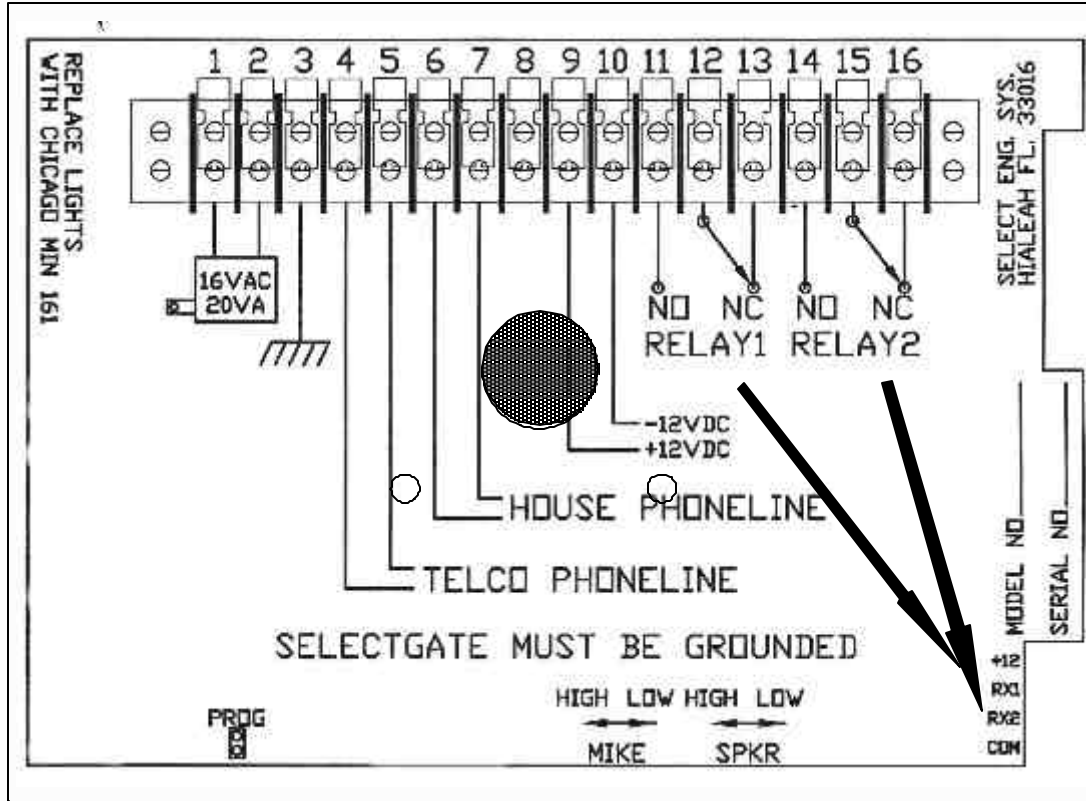 REPLACE LIGHTS
WITH CHICAGO MIN 161
1 2 3 4 5 6 7 8 9 10 11 12 13 14 15 16
SELECT ENG. SYS.
HIALEAH FL. 33016
16VAC
20VA
NO NC NO NC
RELAY1 RELAY2
-12VDC
+12VDC
HOUSE PHONELINE
TELCO PHONELINE
MODEL NO.
SERIAL NO.
SELECTGATE MUST BE GROUNDED
+12
RX1
RX2
COM
HIGH LOW HIGH LOW
MIKE SPKR
PROG